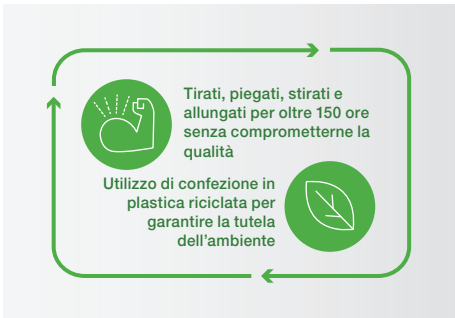 Tirati, piegati, stirati e
allungati per oltre 150 ore
senza comprometterne la
qualità
Utilizzo di confezione in
plastica riciclata per
garantire la tutela
dell'ambiente